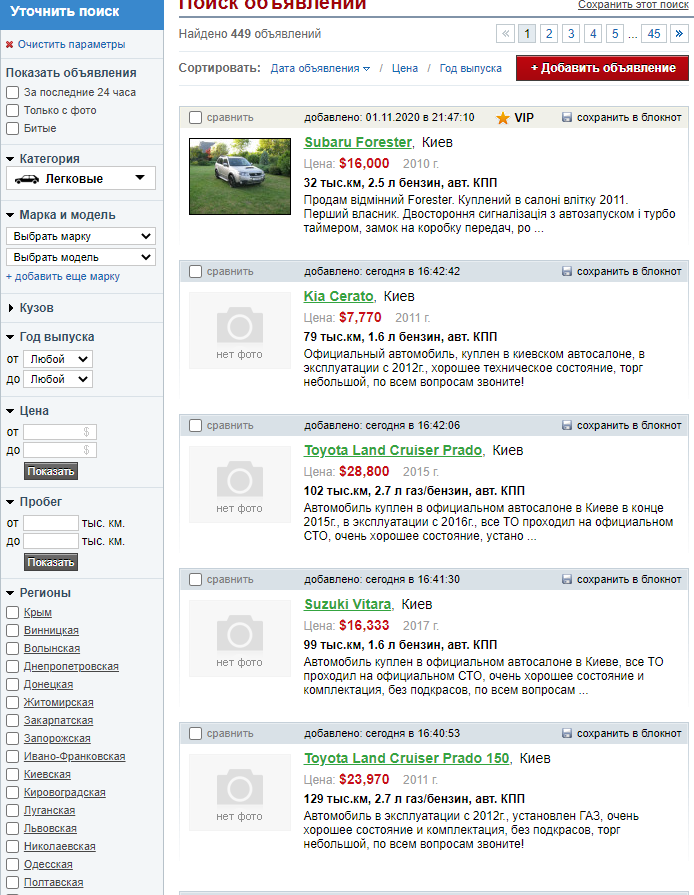 Уточнить поиск
Очистить параметры
Показать объявления
За последние 24 часа
Только с фото
Битые
Категория
Легковые
Марка и модель
Выбрать марку
Выбрать модель
+ добавить еще марку
Кузов
Год выпуска
от Любой
до Любой
Цена
от $
до $
Показать
Пробег
от тыс. км.
до тыс. км.
Показать
Регионы
Крым
Винницкая
Волынская
Днепропетровская
Донецкая
Житомирская
Закарпатская
Запорожская
Ивано-Франковская
Киевская
Кировоградская
Луганская
Львовская
Николаевская
Одесская
Полтавская
Поиск объявлений
Сохранить этот поиск
Найдено 449 объявлений
« 1 2 3 4 5 ... 45 »
Сортировать: Дата объявления / Цена / Год выпуска
+ Добавить объявление
сравнить добавлено: 01.11.2020 в 21:47:10 VIP сохранить в блокнот
Subaru Forester, Киев
Цена: $16,000 2010 г.
32 тыс.км, 2.5 л бензин, авт. КПП
Продам відмінний Forester. Куплений в салоні влітку 2011.
Перший власник. Двостороння сигналізація з автозапуском і турбо
таймером, замок на коробку передач, ро ...
сравнить добавлено: сегодня в 16:42:42 сохранить в блокнот
нет фото
Kia Cerato, Киев
Цена: $7,770 2011 г.
79 тыс.км, 1.6 л бензин, авт. КПП
Официальный автомобиль, куплен в киевском автосалоне, в
эксплуатации с 2012г., хорошее техническое состояние, торг
небольшой, по всем вопросам звоните!
сравнить добавлено: сегодня в 16:42:06 сохранить в блокнот
нет фото
Toyota Land Cruiser Prado, Киев
Цена: $28,800 2015 г.
102 тыс.км, 2.7 л газ/бензин, авт. КПП
Автомобиль куплен в официальном автосалоне в Киеве в конце
2015г., в эксплуатации с 2016г., все ТО проходил на официальном
СТО, очень хорошее состояние, устано ...
сравнить добавлено: сегодня в 16:41:30 сохранить в блокнот
нет фото
Suzuki Vitara, Киев
Цена: $16,333 2017 г.
99 тыс.км, 1.6 л бензин, авт. КПП
Автомобиль куплен в официальном автосалоне в Киеве, все ТО
проходил на официальном СТО, очень хорошее состояние и
комплектация, без подкрасов, по всем вопросам ...
сравнить добавлено: сегодня в 16:40:53 сохранить в блокнот
нет фото
Toyota Land Cruiser Prado 150, Киев
Цена: $23,970 2011 г.
129 тыс.км, 2.7 л газ/бензин, авт. КПП
Автомобиль в эксплуатации с 2012г., установлен ГАЗ, очень
хорошее состояние и комплектация, без подкрасов, торг
небольшой, по всем вопросам звоните!